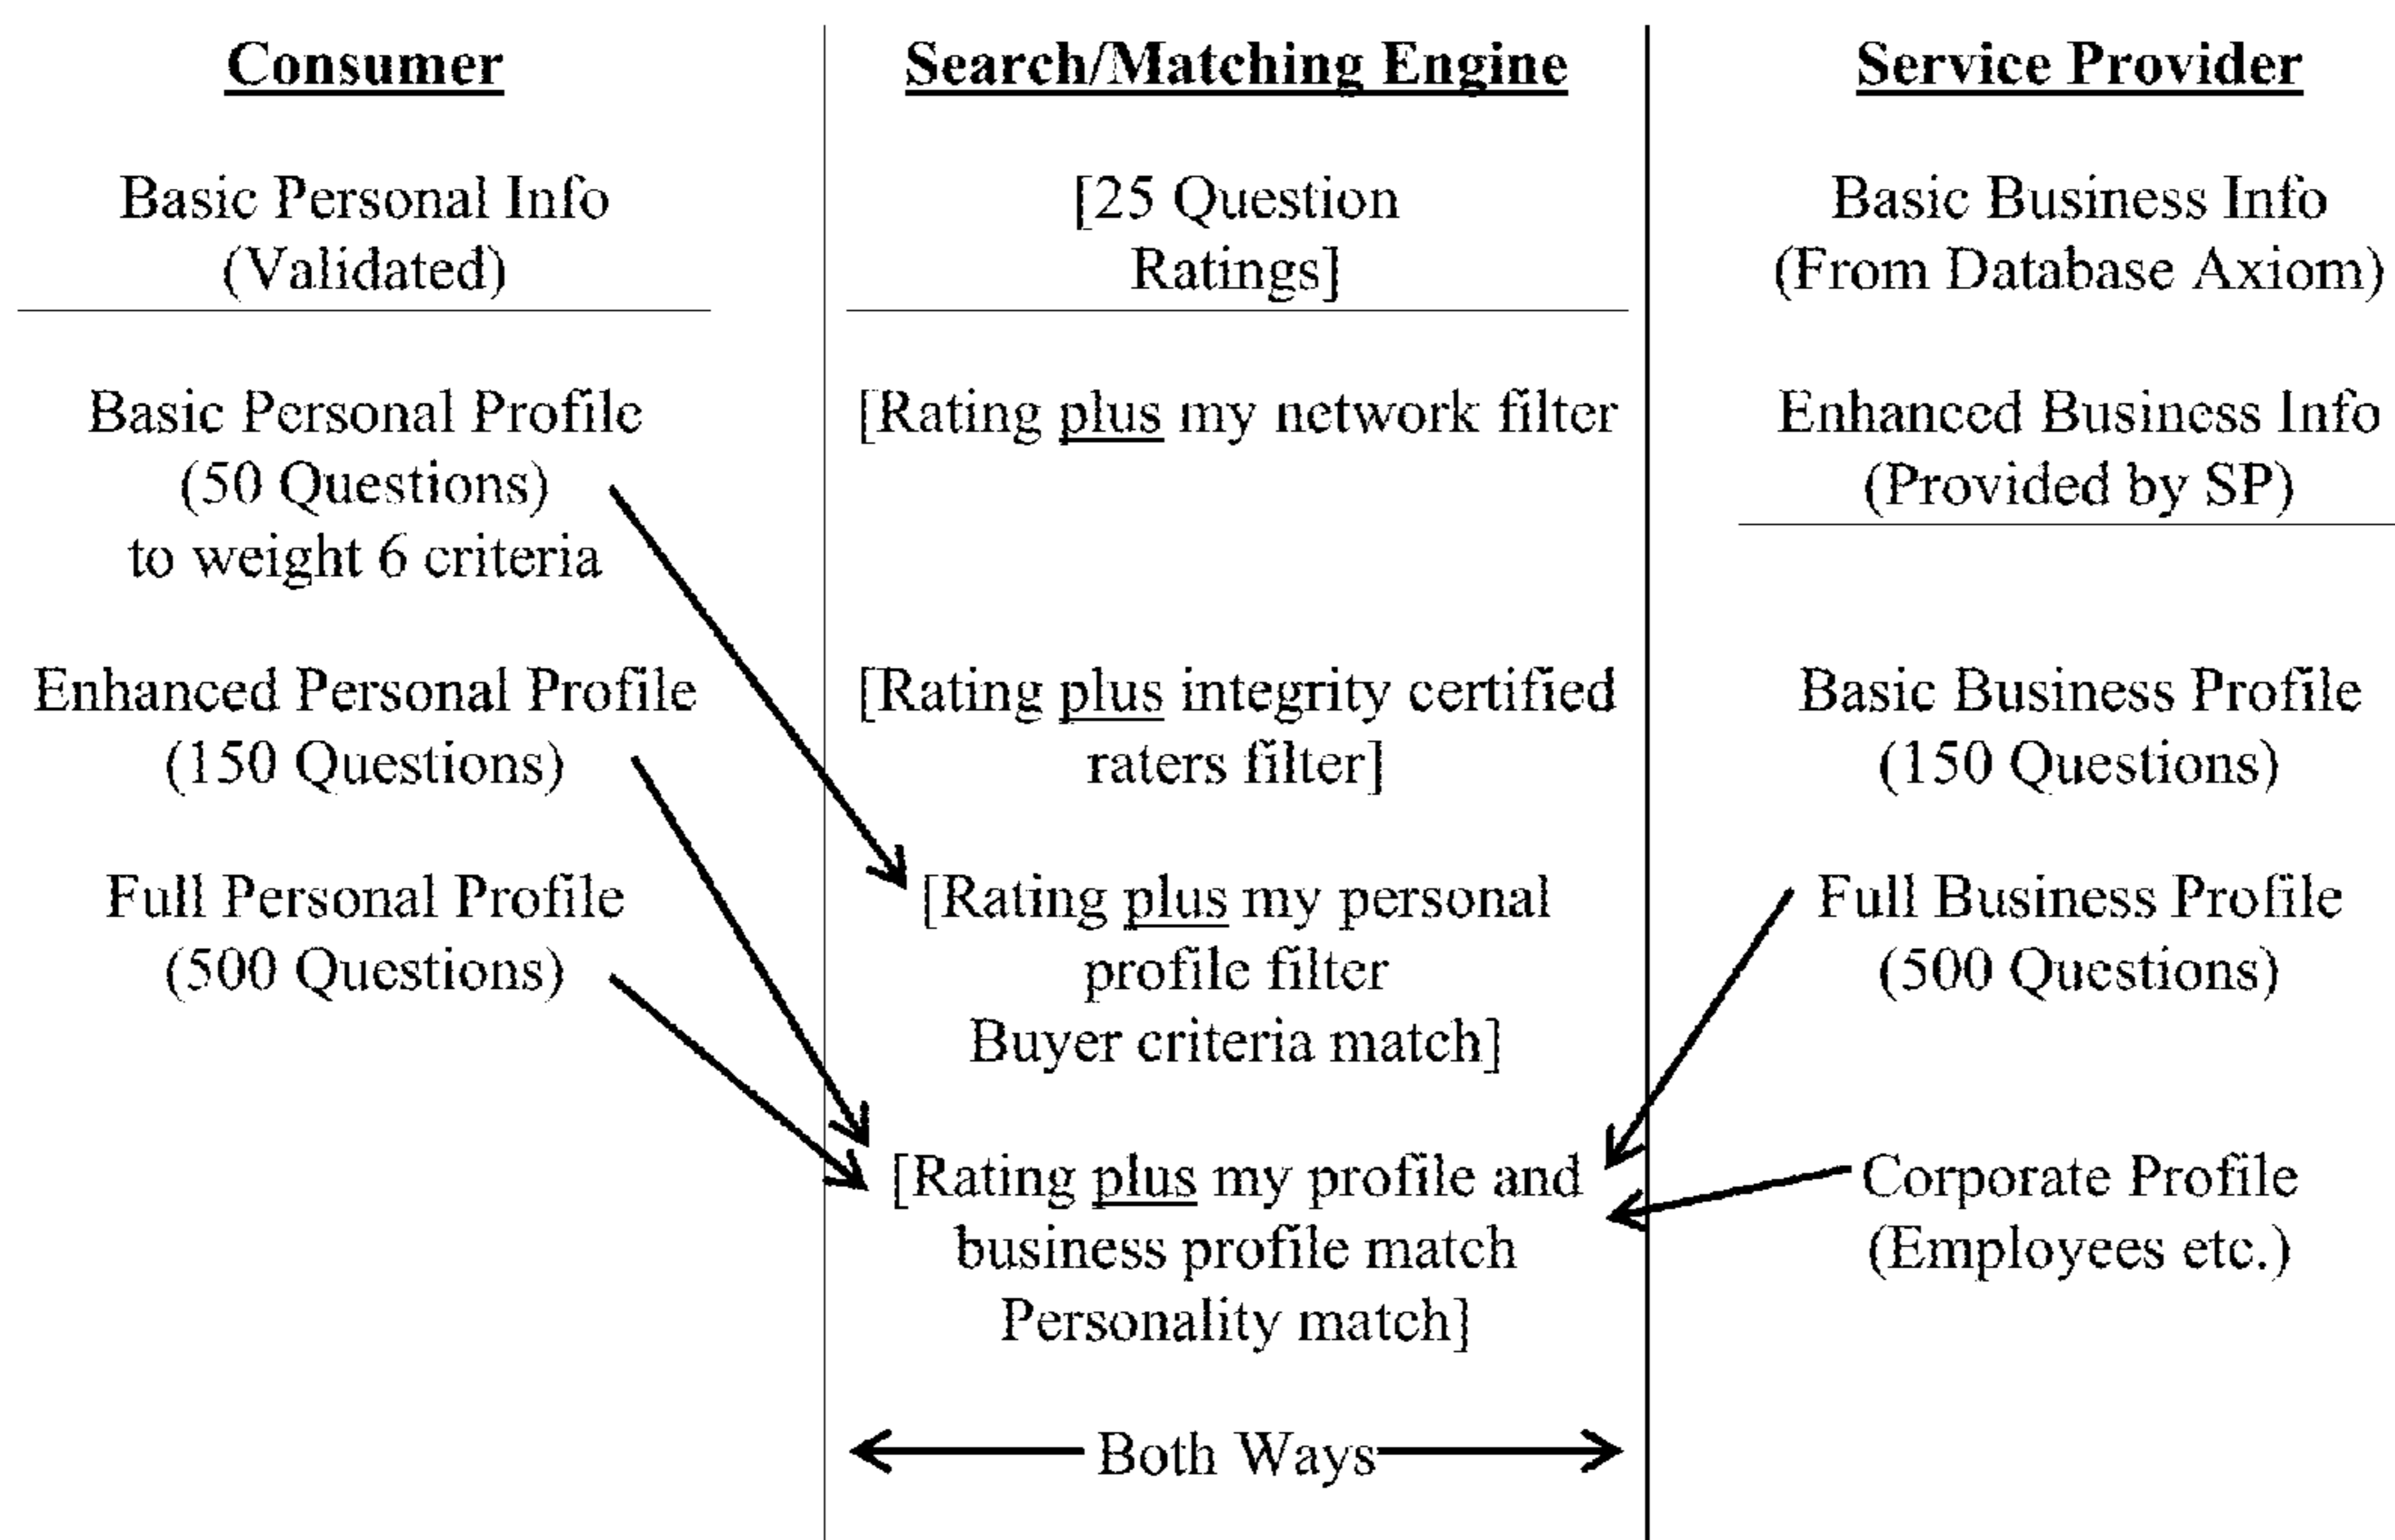 Consumer
Basic Personal Info
(Validated)
Basic Personal Profile
(50 Questions)
to weight 6 criteria
Enhanced Personal Profile
(150 Questions)
Full Personal Profile
(500 Questions)
Search/Matching Engine
[25 Question
Ratings]
[Rating plus my network filter
[Rating plus integrity certified
raters filter]
[Rating plus my personal
profile filter
Buyer criteria match]
[Rating plus my profile and
business profile match
Personality match]
Both Ways
Service Provider
Basic Business Info
(From Database Axiom)
Enhanced Business Info
(Provided by SP)
Basic Business Profile
(150 Questions)
Full Business Profile
(500 Questions)
Corporate Profile
(Employees etc.)